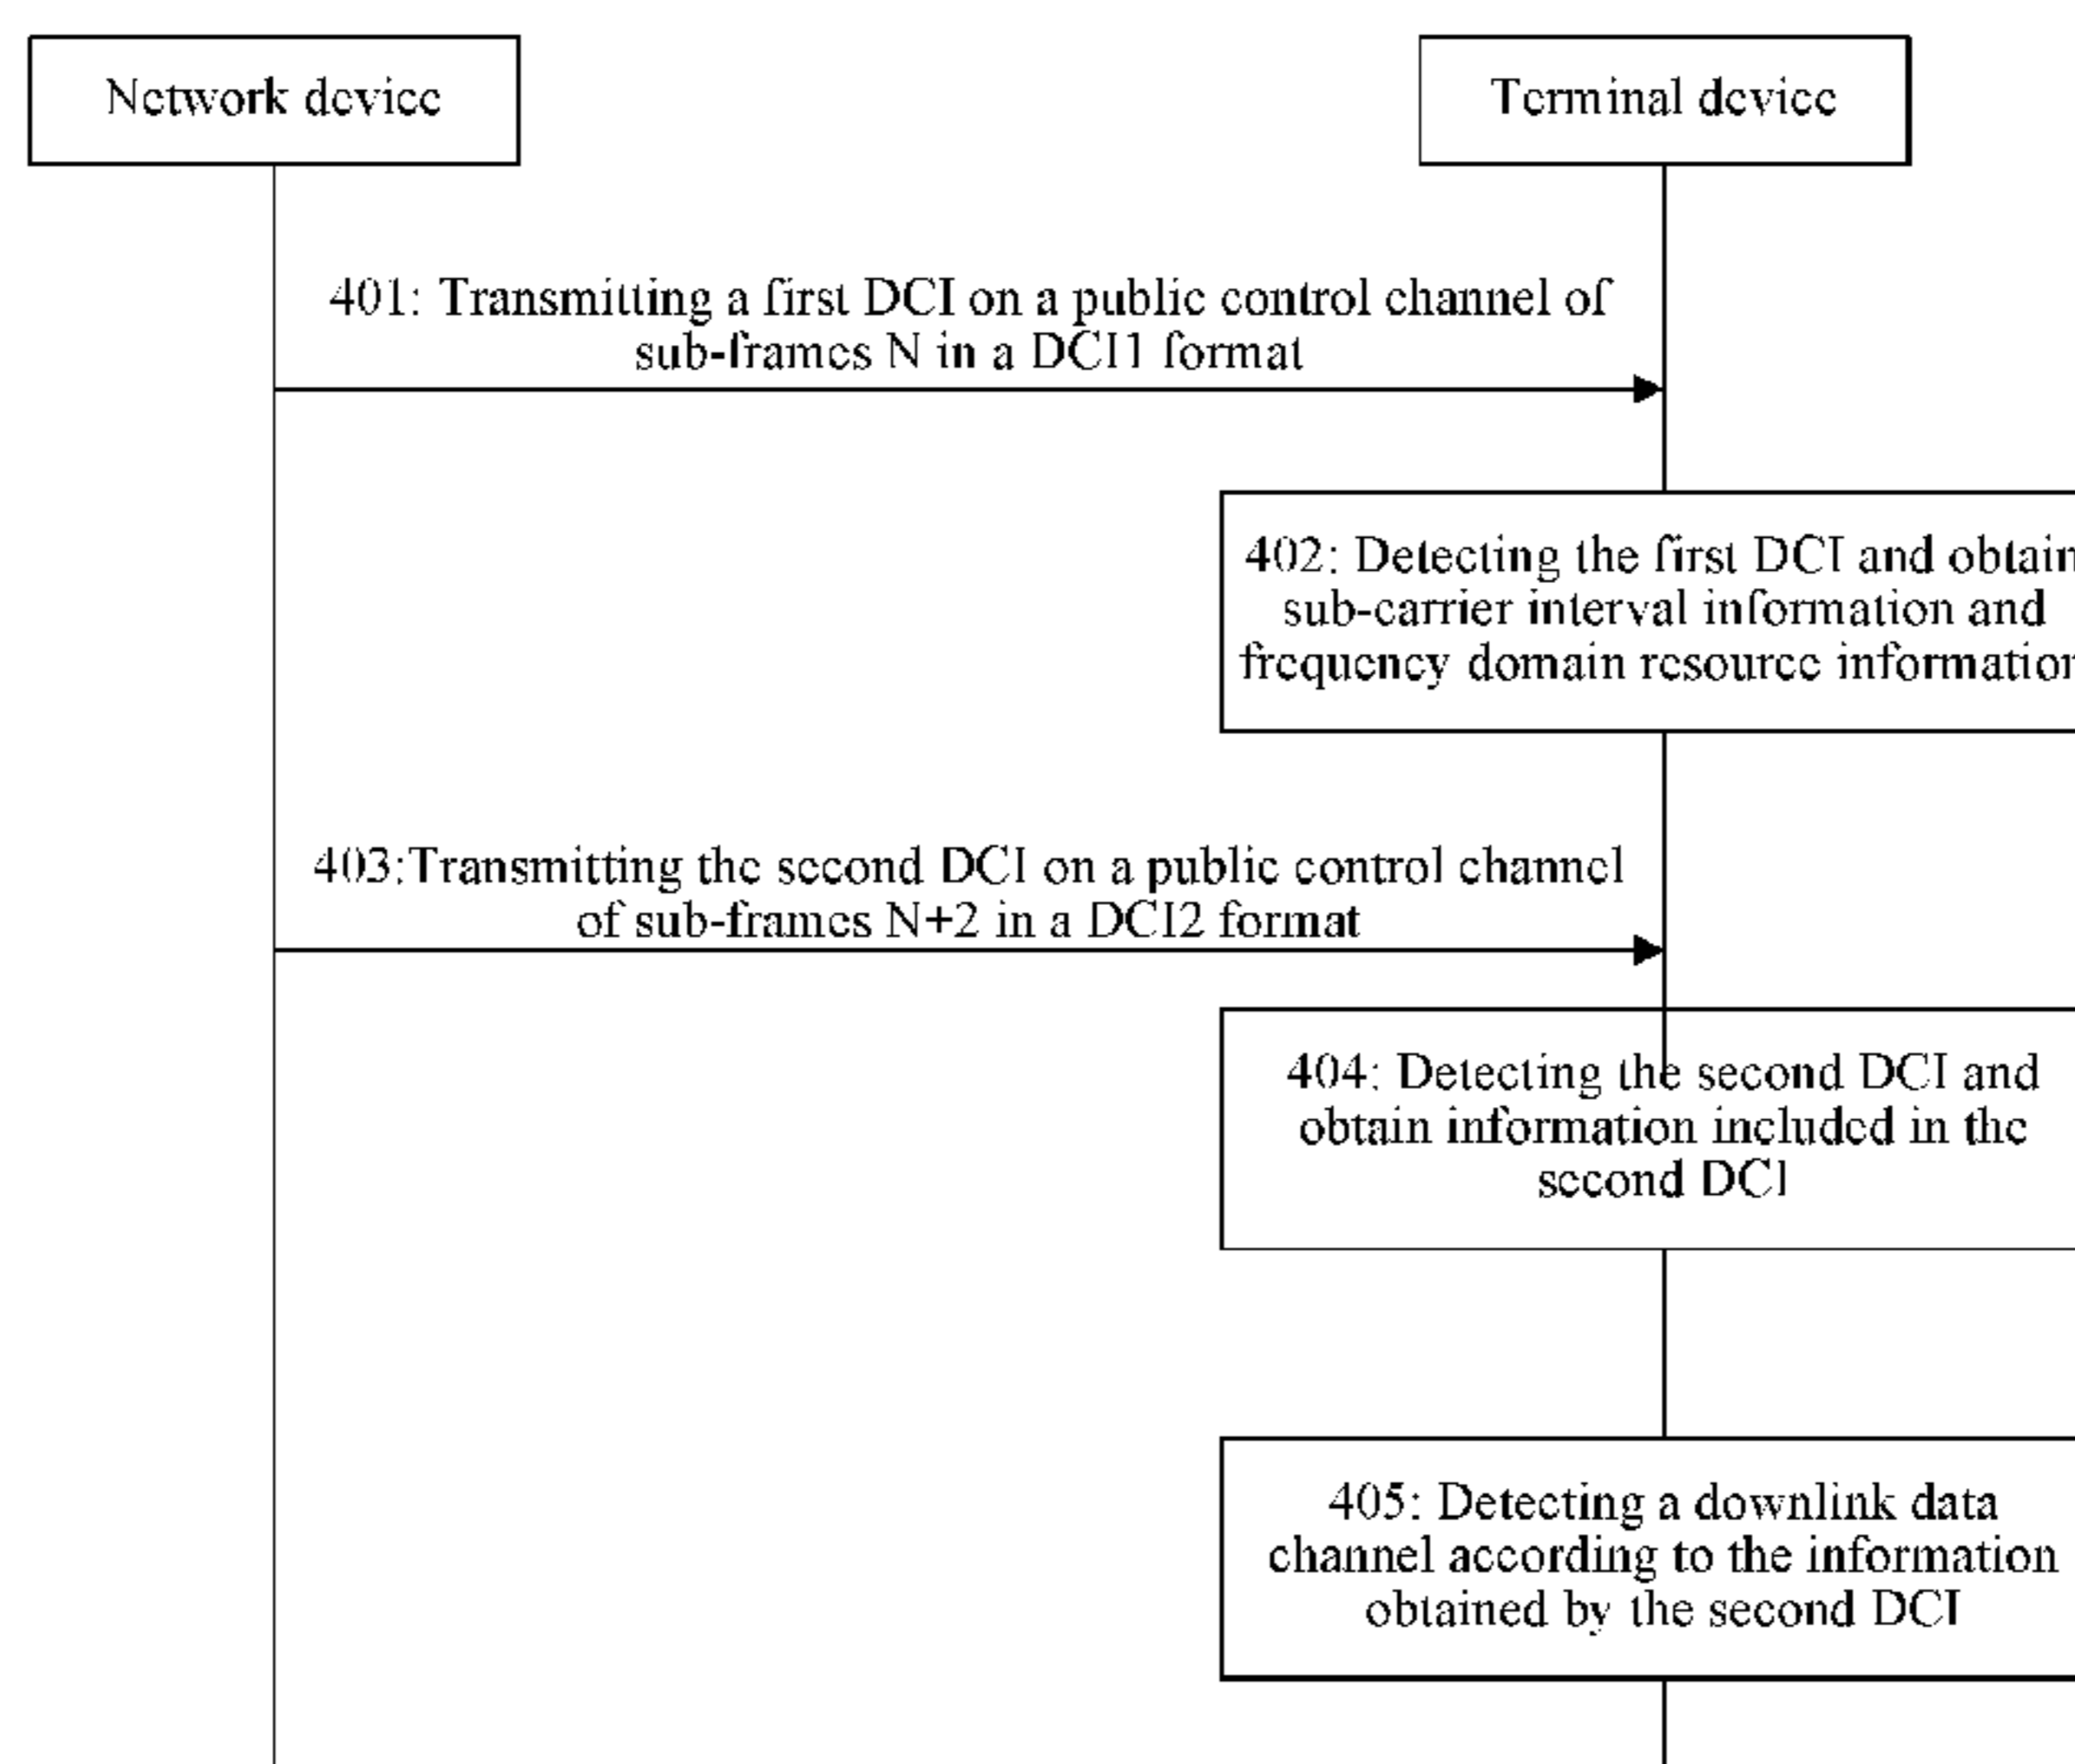 Network device
Terminal device
401: Transmitting a first DCI on a public control channel of
sub-frames N in a DCI1 format
402: Detecting the first DCI and obtain
sub-carrier interval information and
frequency domain resource information
403:Transmitting the second DCI on a public control channel
of sub-frames N+2 in a DCI2 format
404: Detecting the second DCI and
obtain information included in the
second DCI
405: Detecting a downlink data
channel according to the information
obtained by the second DCI